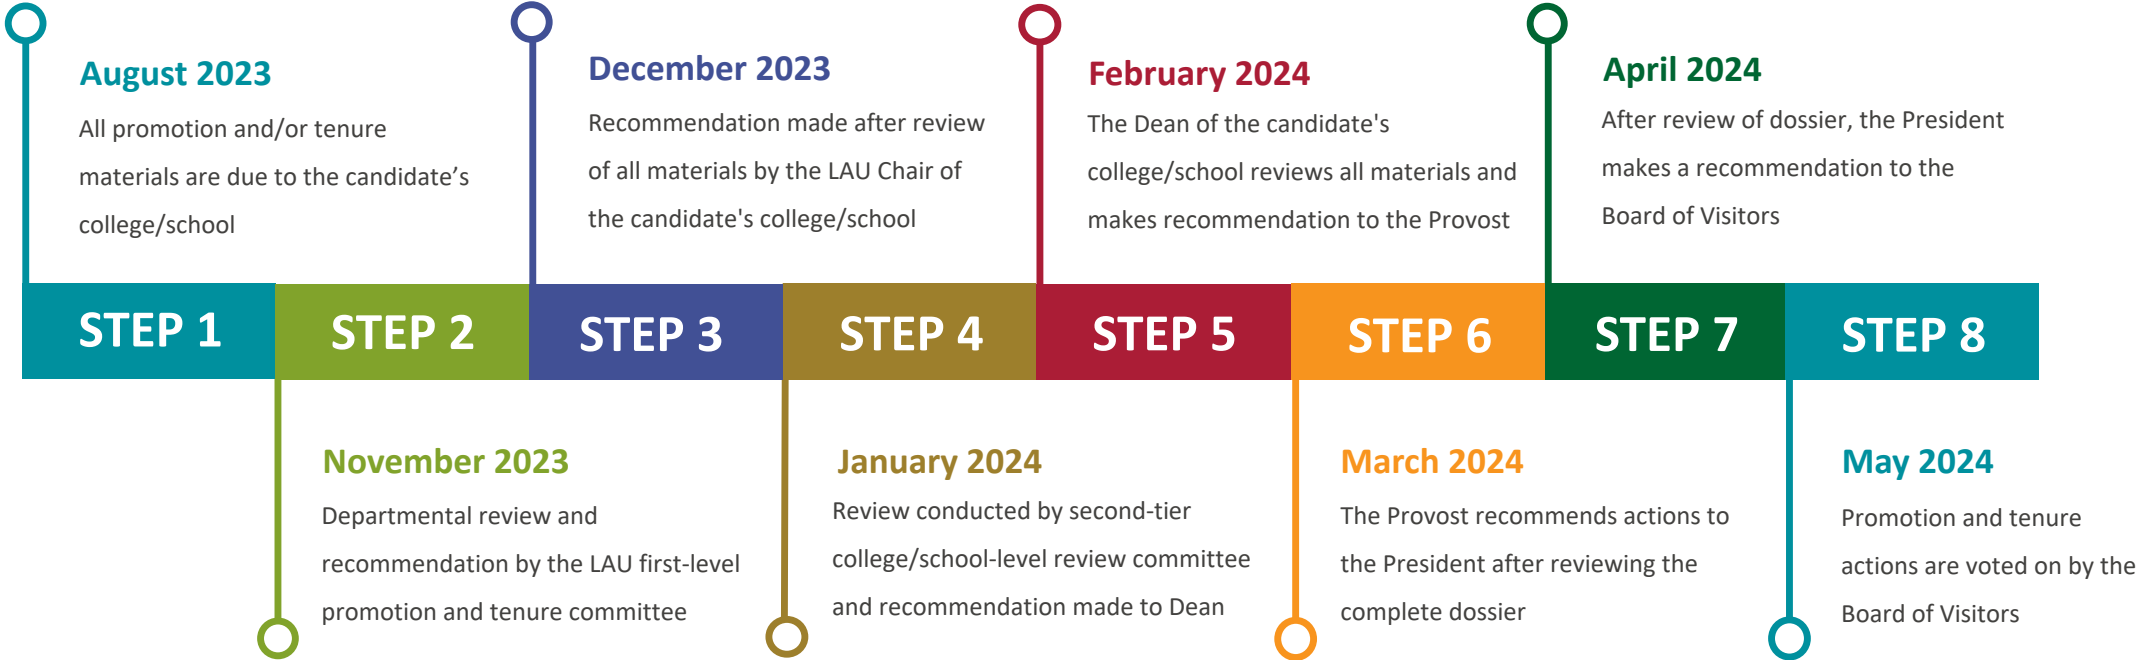 August 2023
All promotion and/or tenure
materials are due to the candidate’s
college/school
December 2023
Recommendation made after review
of all materials by the LAU Chair of
the candidate's college/school
February 2024
The Dean of the candidate's
college/school reviews all materials and
makes recommendation to the Provost
April 2024
After review of dossier, the President
makes a recommendation to the
Board of Visitors
STEP 1
STEP 2
STEP 3
STEP 4
STEP 5
STEP 6
STEP 7
STEP 8
November 2023
Departmental review and
recommendation by the LAU first-level
promotion and tenure committee
January 2024
Review conducted by second-tier
college/school-level review committee
and recommendation made to Dean
March 2024
The Provost recommends actions to
the President after reviewing the
complete dossier
May 2024
Promotion and tenure
actions are voted on by the
Board of Visitors